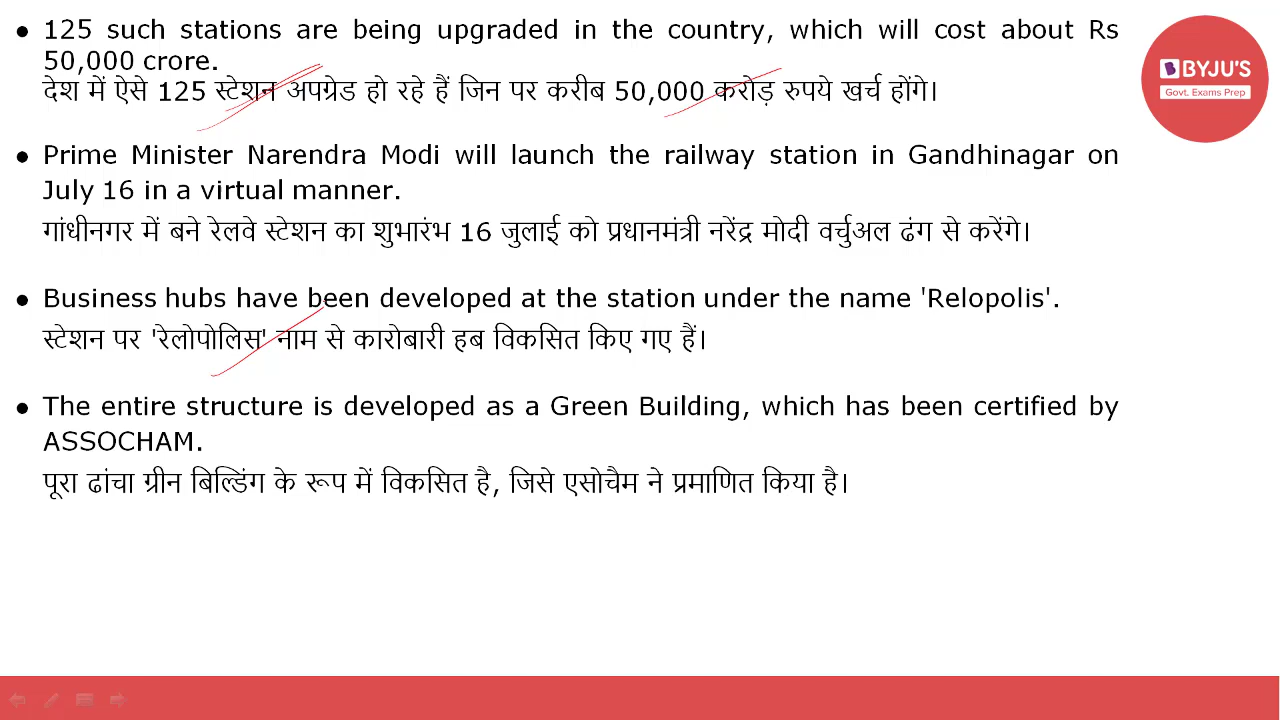 ● 125 such stations are being upgraded in the country, which will cost about Rs
50,000 crore.
देश में ऐसे 125 स्टेशन अपग्रेड हो रहे हैं जिन पर करीब 50,000 करोड़ रुपये खर्च होंगे।
● Prime Minister Narendra Modi will launch the railway station in Gandhinagar on
July 16 in a virtual manner.
गांधीनगर में बने रेलवे स्टेशन का शुभारंभ 16 जुलाई को प्रधानमंत्री नरेंद्र मोदी वर्चुअल ढंग से करेंगे।
● Business hubs have been developed at the station under the name 'Relopolis'.
स्टेशन पर 'रेलोपोलिस' नाम से कारोबारी हब विकसित किए गए हैं।
● The entire structure is developed as a Green Building, which has been certified by
ASSOCHAM.
पूरा ढांचा ग्रीन बिल्डिंग के रूप में विकसित है, जिसे एसोचैम ने प्रमाणित किया है।
BYJU'S
Govt. Exams Prep